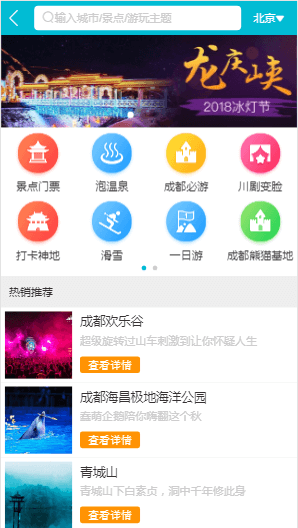 输入城市/景点/游玩主题
北京
龙庆峡
2018冰灯节
景点门票
泡温泉
成都必游
川剧变脸
打卡神地
滑雪
一日游
成都熊猫基地
热销推荐
成都欢乐谷
超级旋转过山车刺激到让你怀疑人生
查看详情
成都海昌极地海洋公园
蠢萌企鹅陪你嗨翻这个秋
查看详情
青城山
青城山下白素贞，洞中千年修此身
查看详情